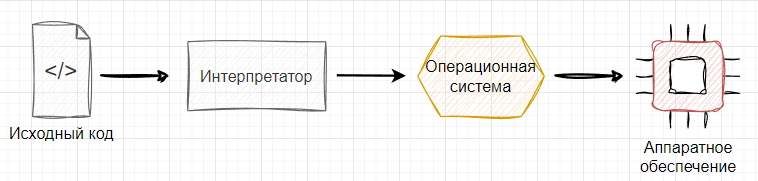 </>
Исходный код
Интерпретатор
Операционная
система
Аппаратное
обеспечение